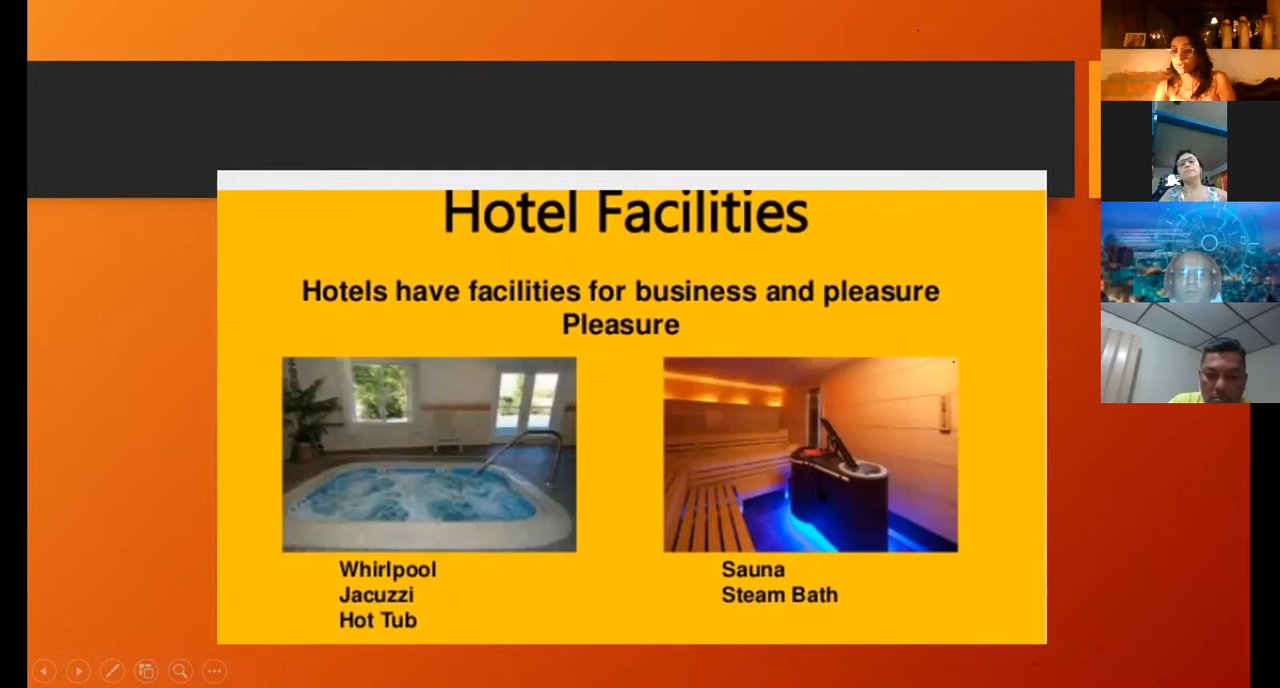 Hotel Facilities
Hotels have facilities for business and pleasure
Pleasure
Whirlpool
Jacuzzi
Hot Tub
Sauna
Steam Bath